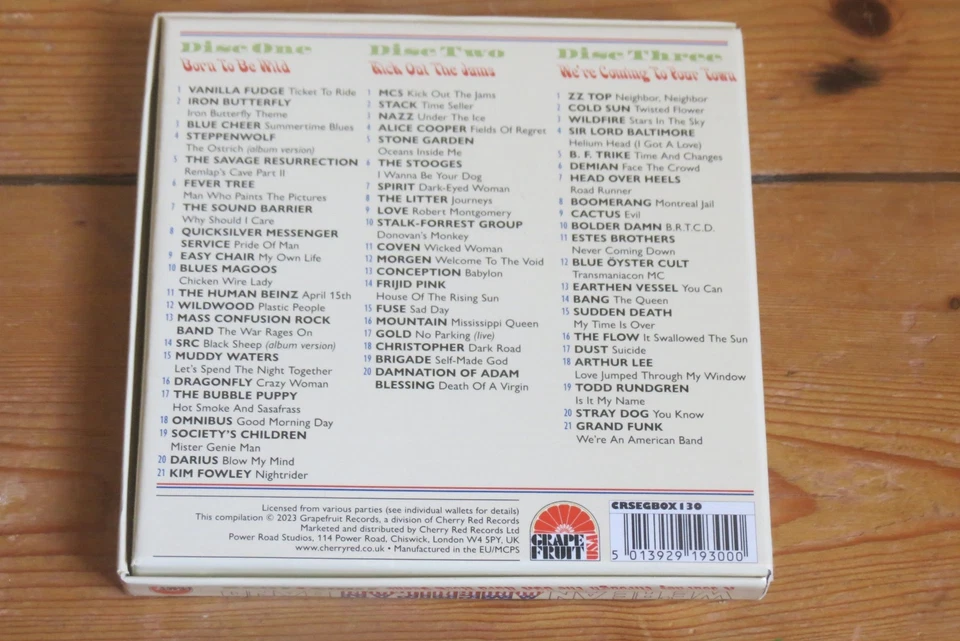 Disc One
Born To Be Wild
1 VANILLA FUDGE Ticket To Ride
2 IRON BUTTERFLY
Iron Butterfly Theme
3 BLUE CHEER Summertime Blues
4 STEPPENWOLF
The Ostrich (album version)
5 THE SAVAGE RESURRECTION
Remlap's Cave Part II
6 FEVER TREE
Man Who Paints The Pictures
7 THE SOUND BARRIER
Why Should I Care
8 QUICKSILVER MESSENGER
SERVICE Pride Of Man
9 EASY CHAIR My Own Life
10 BLUES MAGOOS
Chicken Wire Lady
11 THE HUMAN BEINZ April 15th
12 WILDWOOD Plastic People
13 MASS CONFUSION ROCK
BAND The War Rages On
14 SRC Black Sheep (album version)
15 MUDDY WATERS
Let's Spend The Night Together
16 DRAGONFLY Crazy Woman
17 THE BUBBLE PUPPY
Hot Smoke And Sasafrass
18 OMNIBUS Good Morning Day
19 SOCIETY'S CHILDREN
Mister Genie Man
20 DARIUS Blow My Mind
21 KIM FOWLEY Nightrider
Disc Two
Kick Out The Jams
1 MC5 Kick Out The Jams
2 STACK Time Seller
3 NAZZ Under The Ice
4 ALICE COOPER Fields Of Regret
5 STONE GARDEN
Oceans Inside Me
6 THE STOOGES
I Wanna Be Your Dog
7 SPIRIT Dark-Eyed Woman
8 THE LITTER Journeys
9 LOVE Robert Montgomery
10 STALK-FORREST GROUP
Donovan's Monkey
11 COVEN Wicked Woman
12 MORGEN Welcome To The Void
13 CONCEPTION Babylon
14 FRIJID PINK
House Of The Rising Sun
15 FUSE Sad Day
16 MOUNTAIN Mississippi Queen
17 GOLD No Parking (live)
18 CHRISTOPHER Dark Road
19 BRIGADE Self-Made God
20 DAMNATION OF ADAM
BLESSING Death Of A Virgin
Disc Three
We're Coming To Your Town
1 ZZ TOP Neighbor, Neighbor
2 COLD SUN Twisted Flower
3 WILDFIRE Stars In The Sky
4 SIR LORD BALTIMORE
Helium Head (I Got A Love)
5 B. F. TRIKE Time And Changes
6 DEMIAN Face The Crowd
7 HEAD OVER HEELS
Road Runner
8 BOOMERANG Montreal Jail
9 CACTUS Evil
10 BOLDER DAMN B.R.T.C.D.
11 ESTES BROTHERS
Never Coming Down
12 BLUE ÖYSTER CULT
Transmaniacon MC
13 EARTHEN VESSEL You Can
14 BANG The Queen
15 SUDDEN DEATH
My Time Is Over
16 THE FLOW It Swallowed The Sun
17 DUST Suicide
18 ARTHUR LEE
Love Jumped Through My Window
19 TODD RUNDGREN
Is It My Name
20 STRAY DOG You Know
21 GRAND FUNK
We're An American Band
Licensed from various parties (see individual wallets for details)
This compilation © 2023 Grapefruit Records, a division of Cherry Red Records
Marketed and distributed by Cherry Red Records Ltd
Power Road Studios, 114 Power Road, Chiswick, London W4 5PY, UK
www.cherryred.co.uk • Manufactured in the EU/MCPS
GRAPE
FRUIT
CRSEGBOX130
5 013929 193000